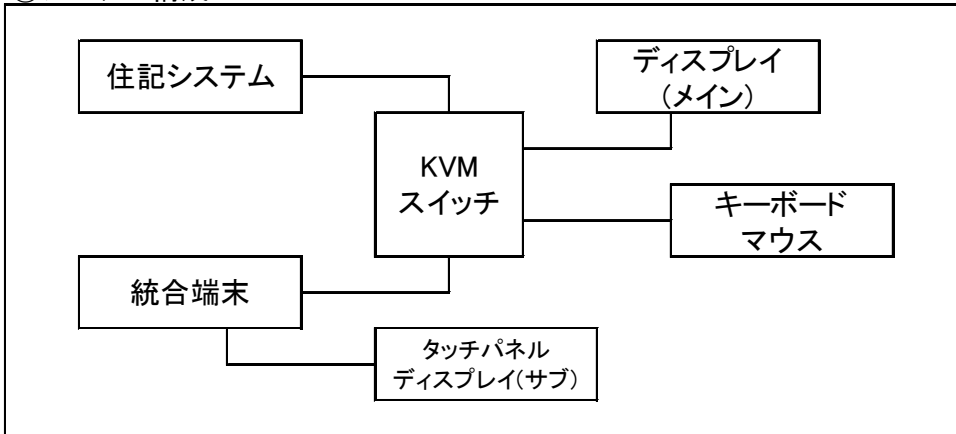 住記システム
ディスプレイ
(メイン)
KVM
スイッチ
キーボード
マウス
統合端末
タッチパネル
ディスプレイ(サブ)